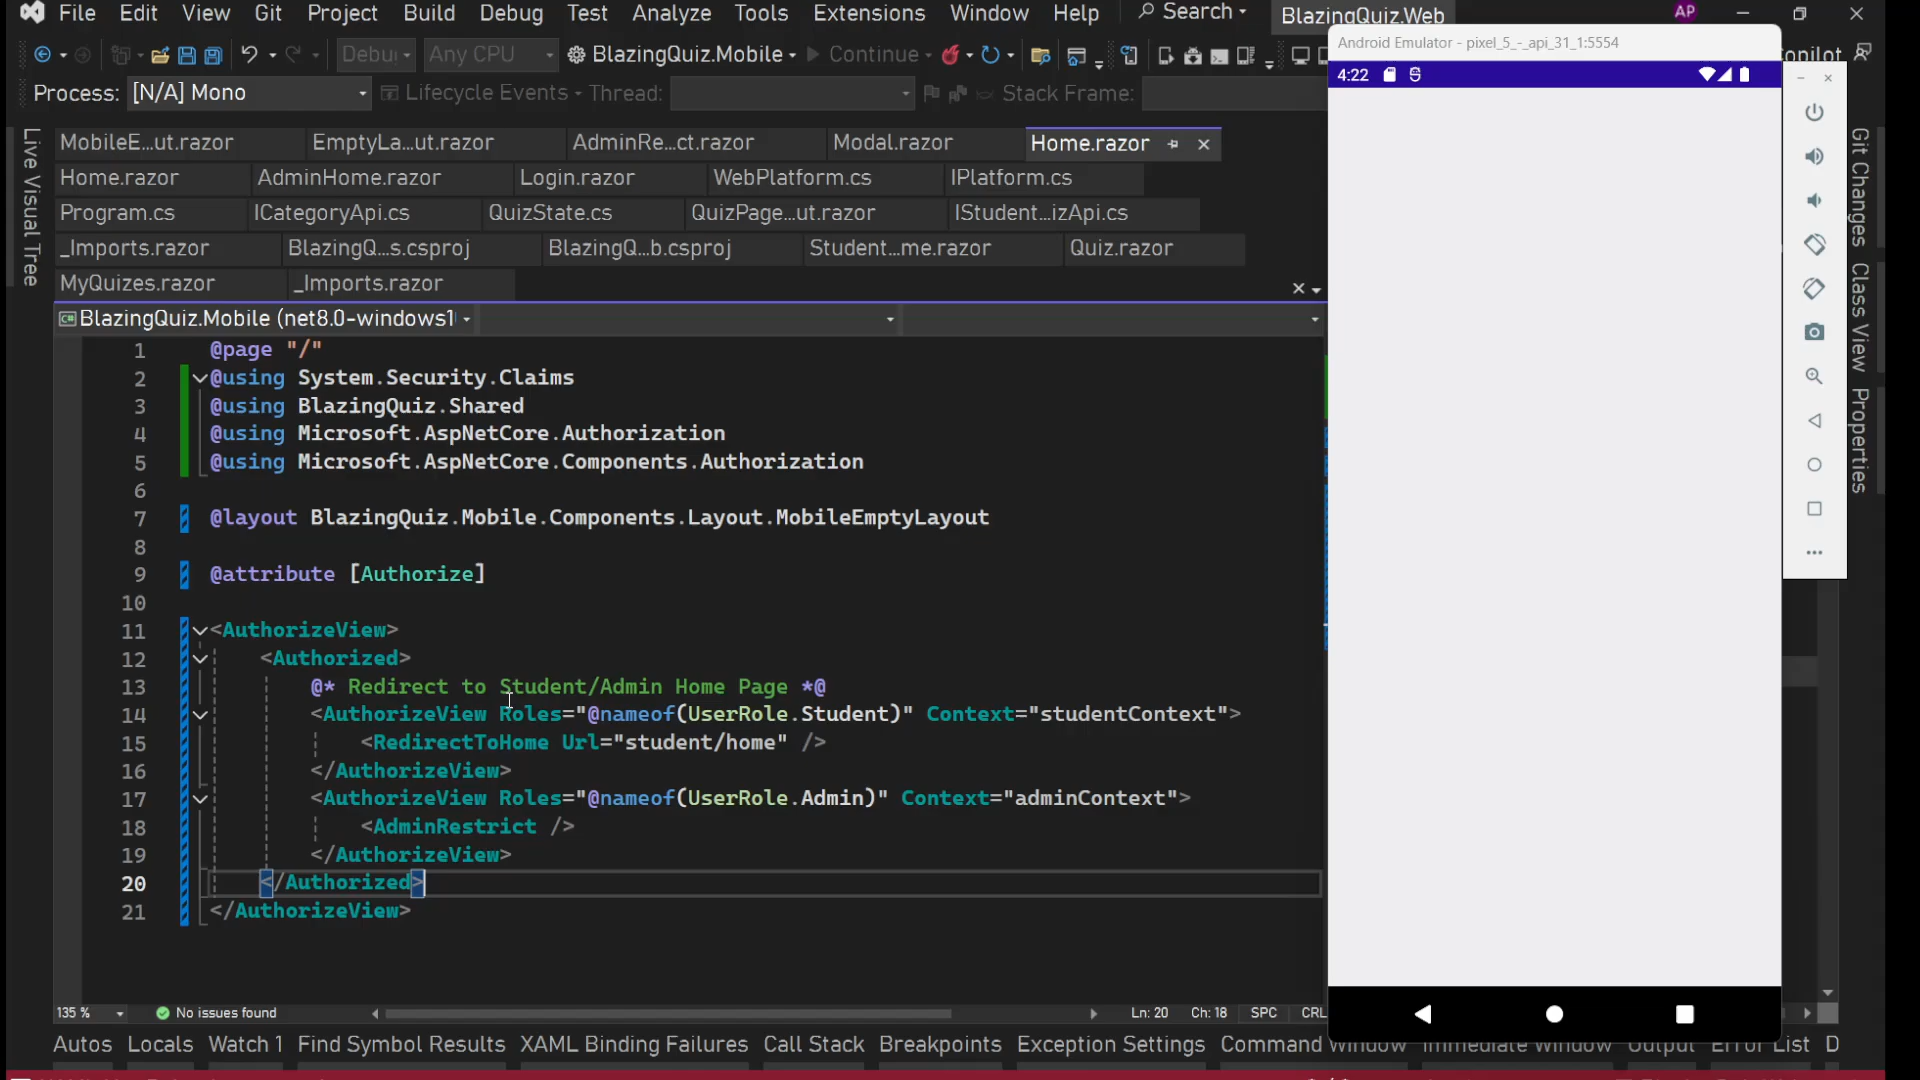 File Edit View Git Project Build Debug Test Analyze Tools Extensions Window Help Search BlazingQuiz.Web AP
Android Emulator - pixel_5_-_api_31_1:5554
Any CPU BlazingQuiz.Mobile Continue
Process: [N/A] Mono Lifecycle Events Thread: Stack Frame:
4:22
MobileE...ut.razor EmptyLa...ut.razor AdminRe...ct.razor Modal.razor Home.razor
Home.razor AdminHome.razor Login.razor WebPlatform.cs IPlatform.cs
Program.cs ICategoryApi.cs QuizState.cs QuizPage...ut.razor IStudent...izApi.cs
_Imports.razor BlazingQ...s.csproj BlazingQ...b.csproj Student...me.razor Quiz.razor
MyQuizes.razor _Imports.razor
Live Visual Tree
BlazingQuiz.Mobile (net8.0-windows1
1 @page "/"
2 @using System.Security.Claims
3 @using BlazingQuiz.Shared
4 @using Microsoft.AspNetCore.Authorization
5 @using Microsoft.AspNetCore.Components.Authorization
6
7 @layout BlazingQuiz.Mobile.Components.Layout.MobileEmptyLayout
8
9 @attribute [Authorize]
10
11 <AuthorizeView>
12 <Authorized>
13 @* Redirect to Student/Admin Home Page *@
14 <AuthorizeView Roles="@nameof(UserRole.Student)" Context="studentContext">
15 <RedirectToHome Url="student/home" />
16 </AuthorizeView>
17 <AuthorizeView Roles="@nameof(UserRole.Admin)" Context="adminContext">
18 <AdminRestrict />
19 </AuthorizeView>
20 </Authorized>
21 </AuthorizeView>
Git Changes
Class View
Properties
135 % No issues found Ln: 20 Ch: 18 SPC
Autos Locals Watch 1 Find Symbol Results XAML Binding Failures Call Stack Breakpoints Exception Settings Command Window Immediate Window Output Error List